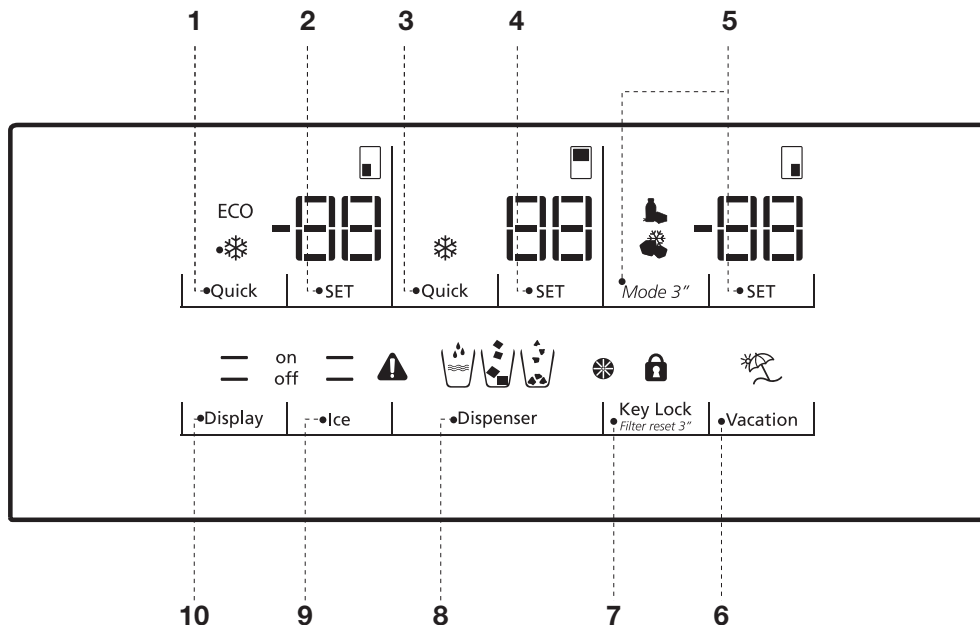 1 2 3 4 5
ECO -88 88 -88
Quick SET Quick SET Mode 3″ SET
on
off
Display Ice Dispenser Key Lock Vacation
Filter reset 3″
10 9 8 7 6